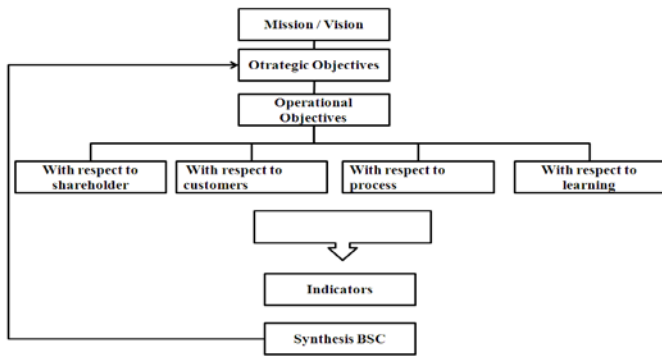 Mission / Vision
Otrategic Objectives
Operational
Objectives
With respect to
shareholder
With respect to
customers
With respect to
process
With respect to
learning
Indicators
Synthesis BSC